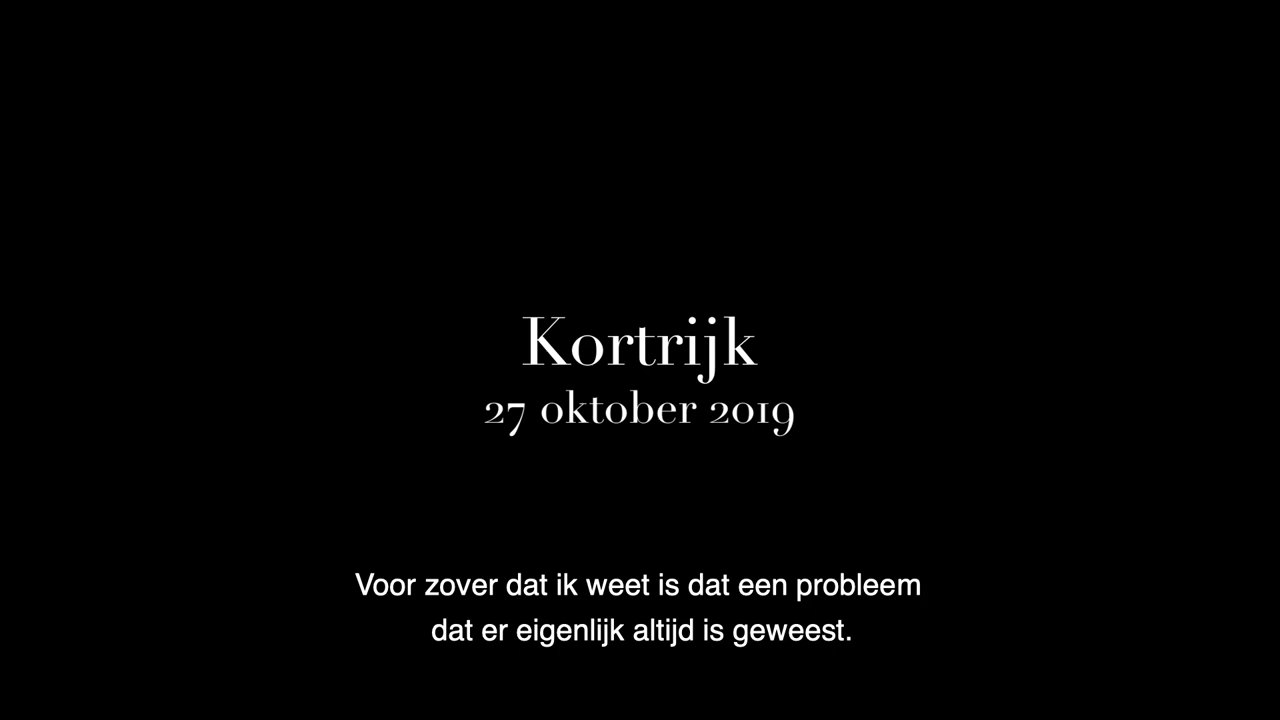 Kortrijk
27 oktober 2019
Voor zover dat ik weet is dat een probleem
dat er eigenlijk altijd is geweest.